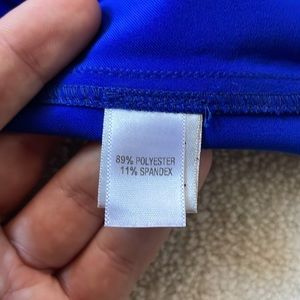 89% POLYESTER
11% SPANDEX